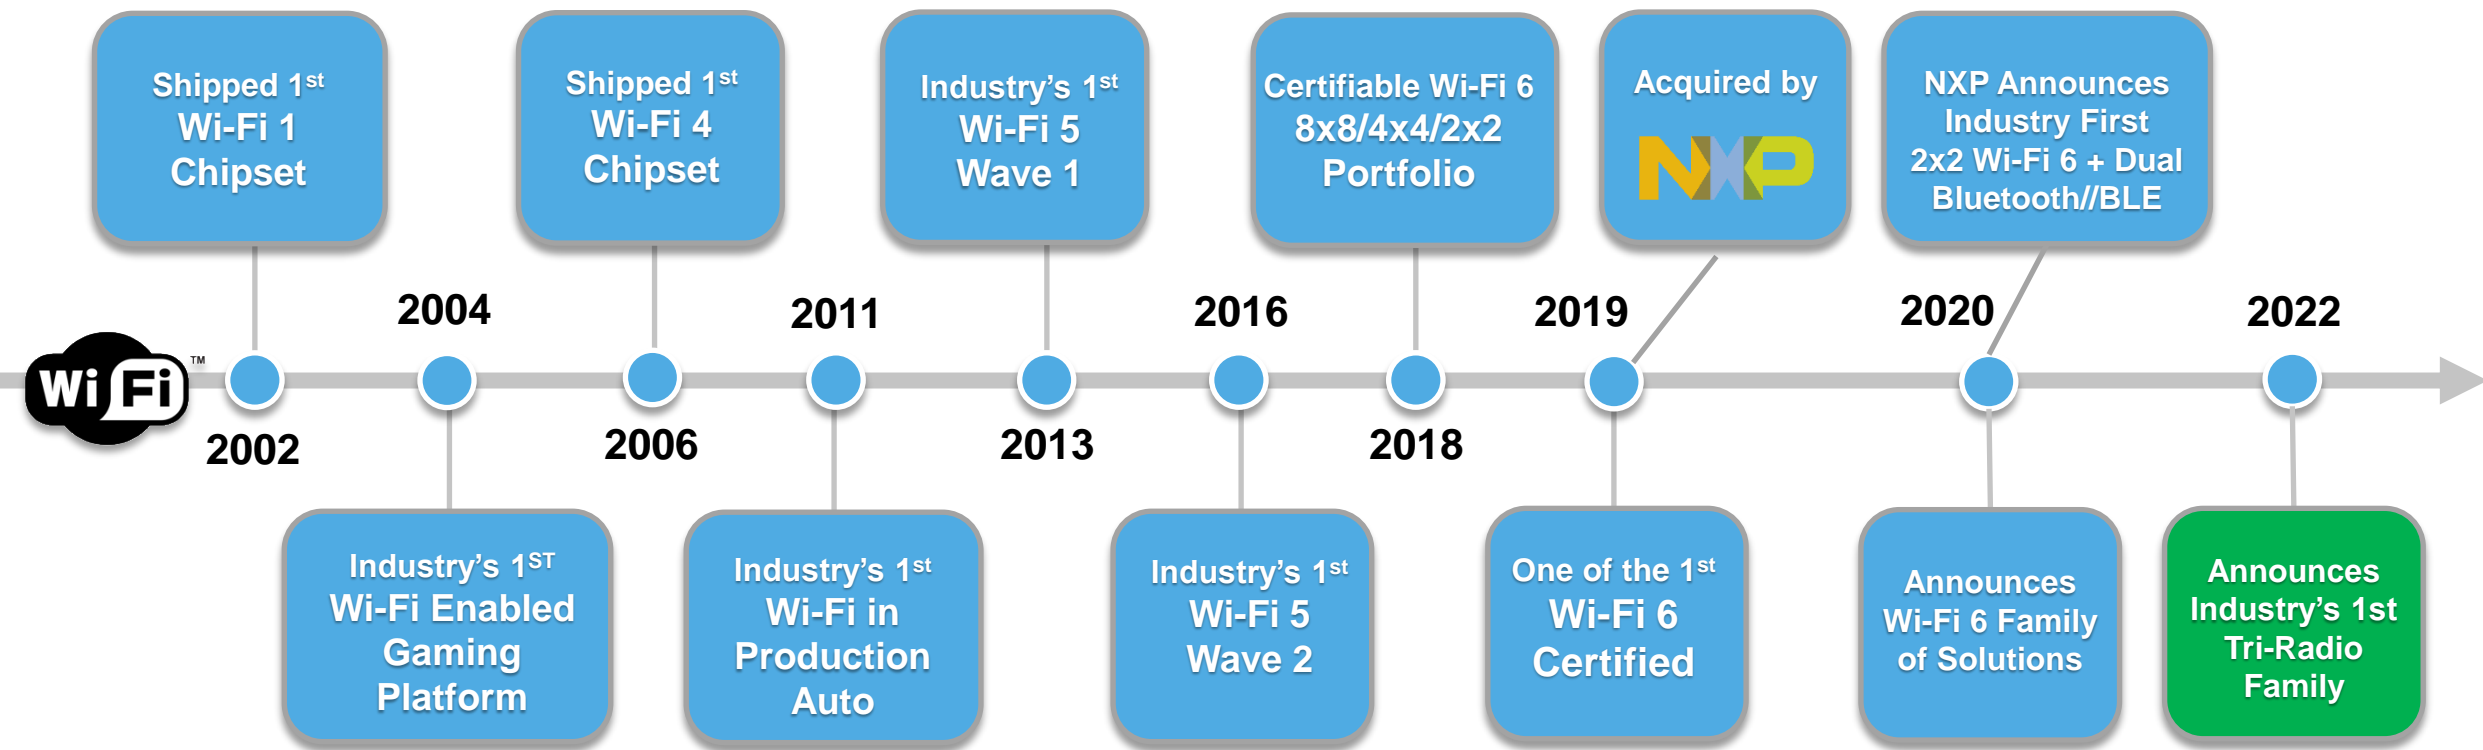 Shipped 1st
Wi-Fi 1
Chipset
Shipped 1st
Wi-Fi 4
Chipset
Industry's 1st
Wi-Fi 5
Wave 1
Certifiable Wi-Fi 6
8x8/4x4/2x2
Portfolio
Acquired by
NXP
NXP Announces
Industry First
2x2 Wi-Fi 6 + Dual
Bluetooth//BLE
2004
2011
2016
2019
2020
2022
Wi Fi TM
2002
2006
2013
2018
Industry's 1ST
Wi-Fi Enabled
Gaming
Platform
Industry's 1st
Wi-Fi in
Production
Auto
Industry's 1st
Wi-Fi 5
Wave 2
One of the 1st
Wi-Fi 6
Certified
Announces
Wi-Fi 6 Family
of Solutions
Announces
Industry's 1st
Tri-Radio
Family